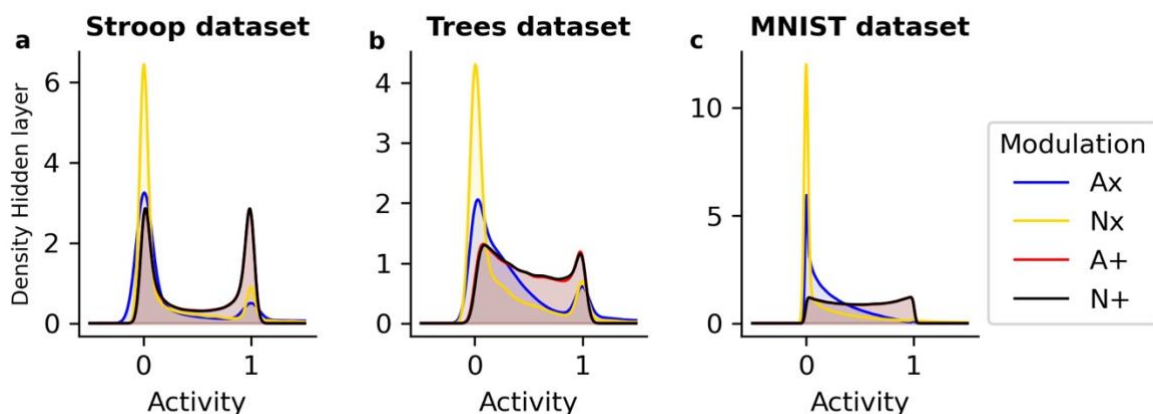 a Stroop dataset
b Trees dataset
c MNIST dataset
Density Hidden layer
6
4
2
0
0 1
Activity
4
3
2
1
0
0 1
Activity
10
5
0
0 1
Activity
Modulation
Ax
Nx
A+
N+